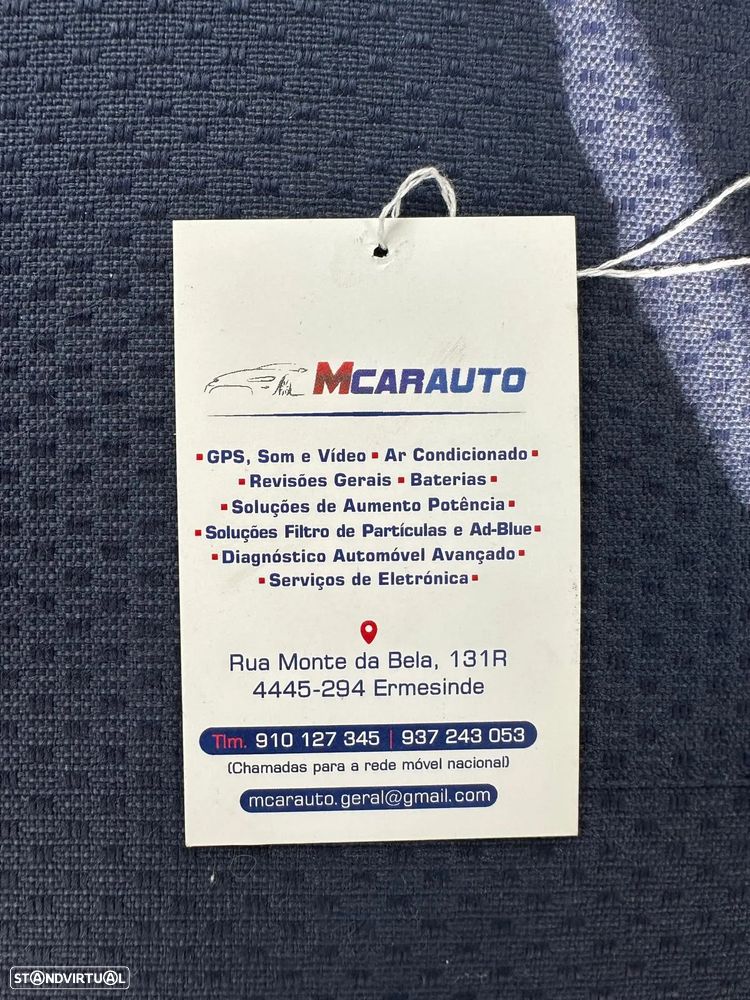 MCARAUTO
▪ GPS, Som e Vídeo ▪ Ar Condicionado ▪
▪ Revisões Gerais ▪ Baterias ▪
▪ Soluções de Aumento Potência ▪
▪ Soluções Filtro de Partículas e Ad-Blue ▪
▪ Diagnóstico Automóvel Avançado ▪
▪ Serviços de Eletrónica ▪
Rua Monte da Bela, 131R
4445-294 Ermesinde
Tlm. 910 127 345 | 937 243 053
(Chamadas para a rede móvel nacional)
mcarauto.geral@gmail.com
STANDVIRTUAL